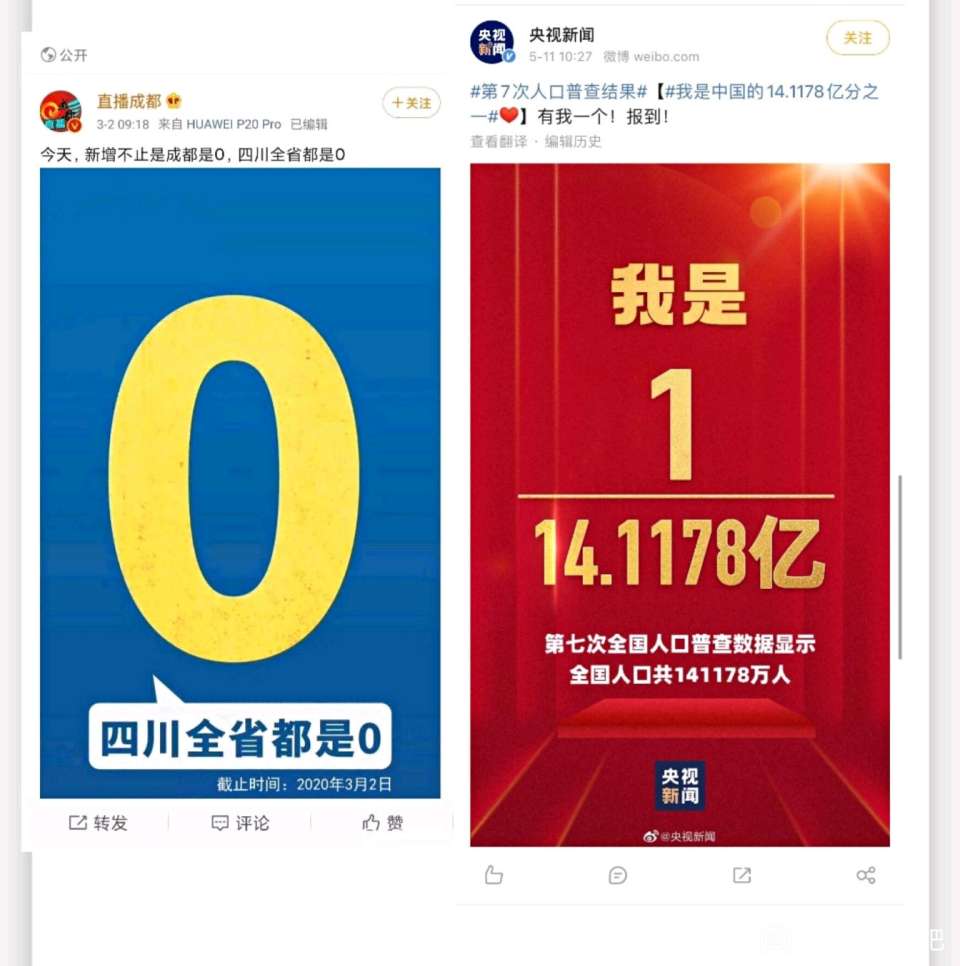 公开
直播成都
+关注
3-2 09:18 来自 HUAWEI P20 Pro 已编辑
今天, 新增不止是成都是0, 四川全省都是0
0
四川全省都是0
截止时间：2020年3月2日
转发
评论
赞
央视新闻
央视新闻
关注
5-11 10:27 微博 weibo.com
#第7次人口普查结果#【#我是中国的14.1178亿分之
一#❤】有我一个！报到！
查看翻译 · 编辑历史
我是
1
14.1178亿
第七次全国人口普查数据显示
全国人口共141178万人
央视
新闻
@央视新闻